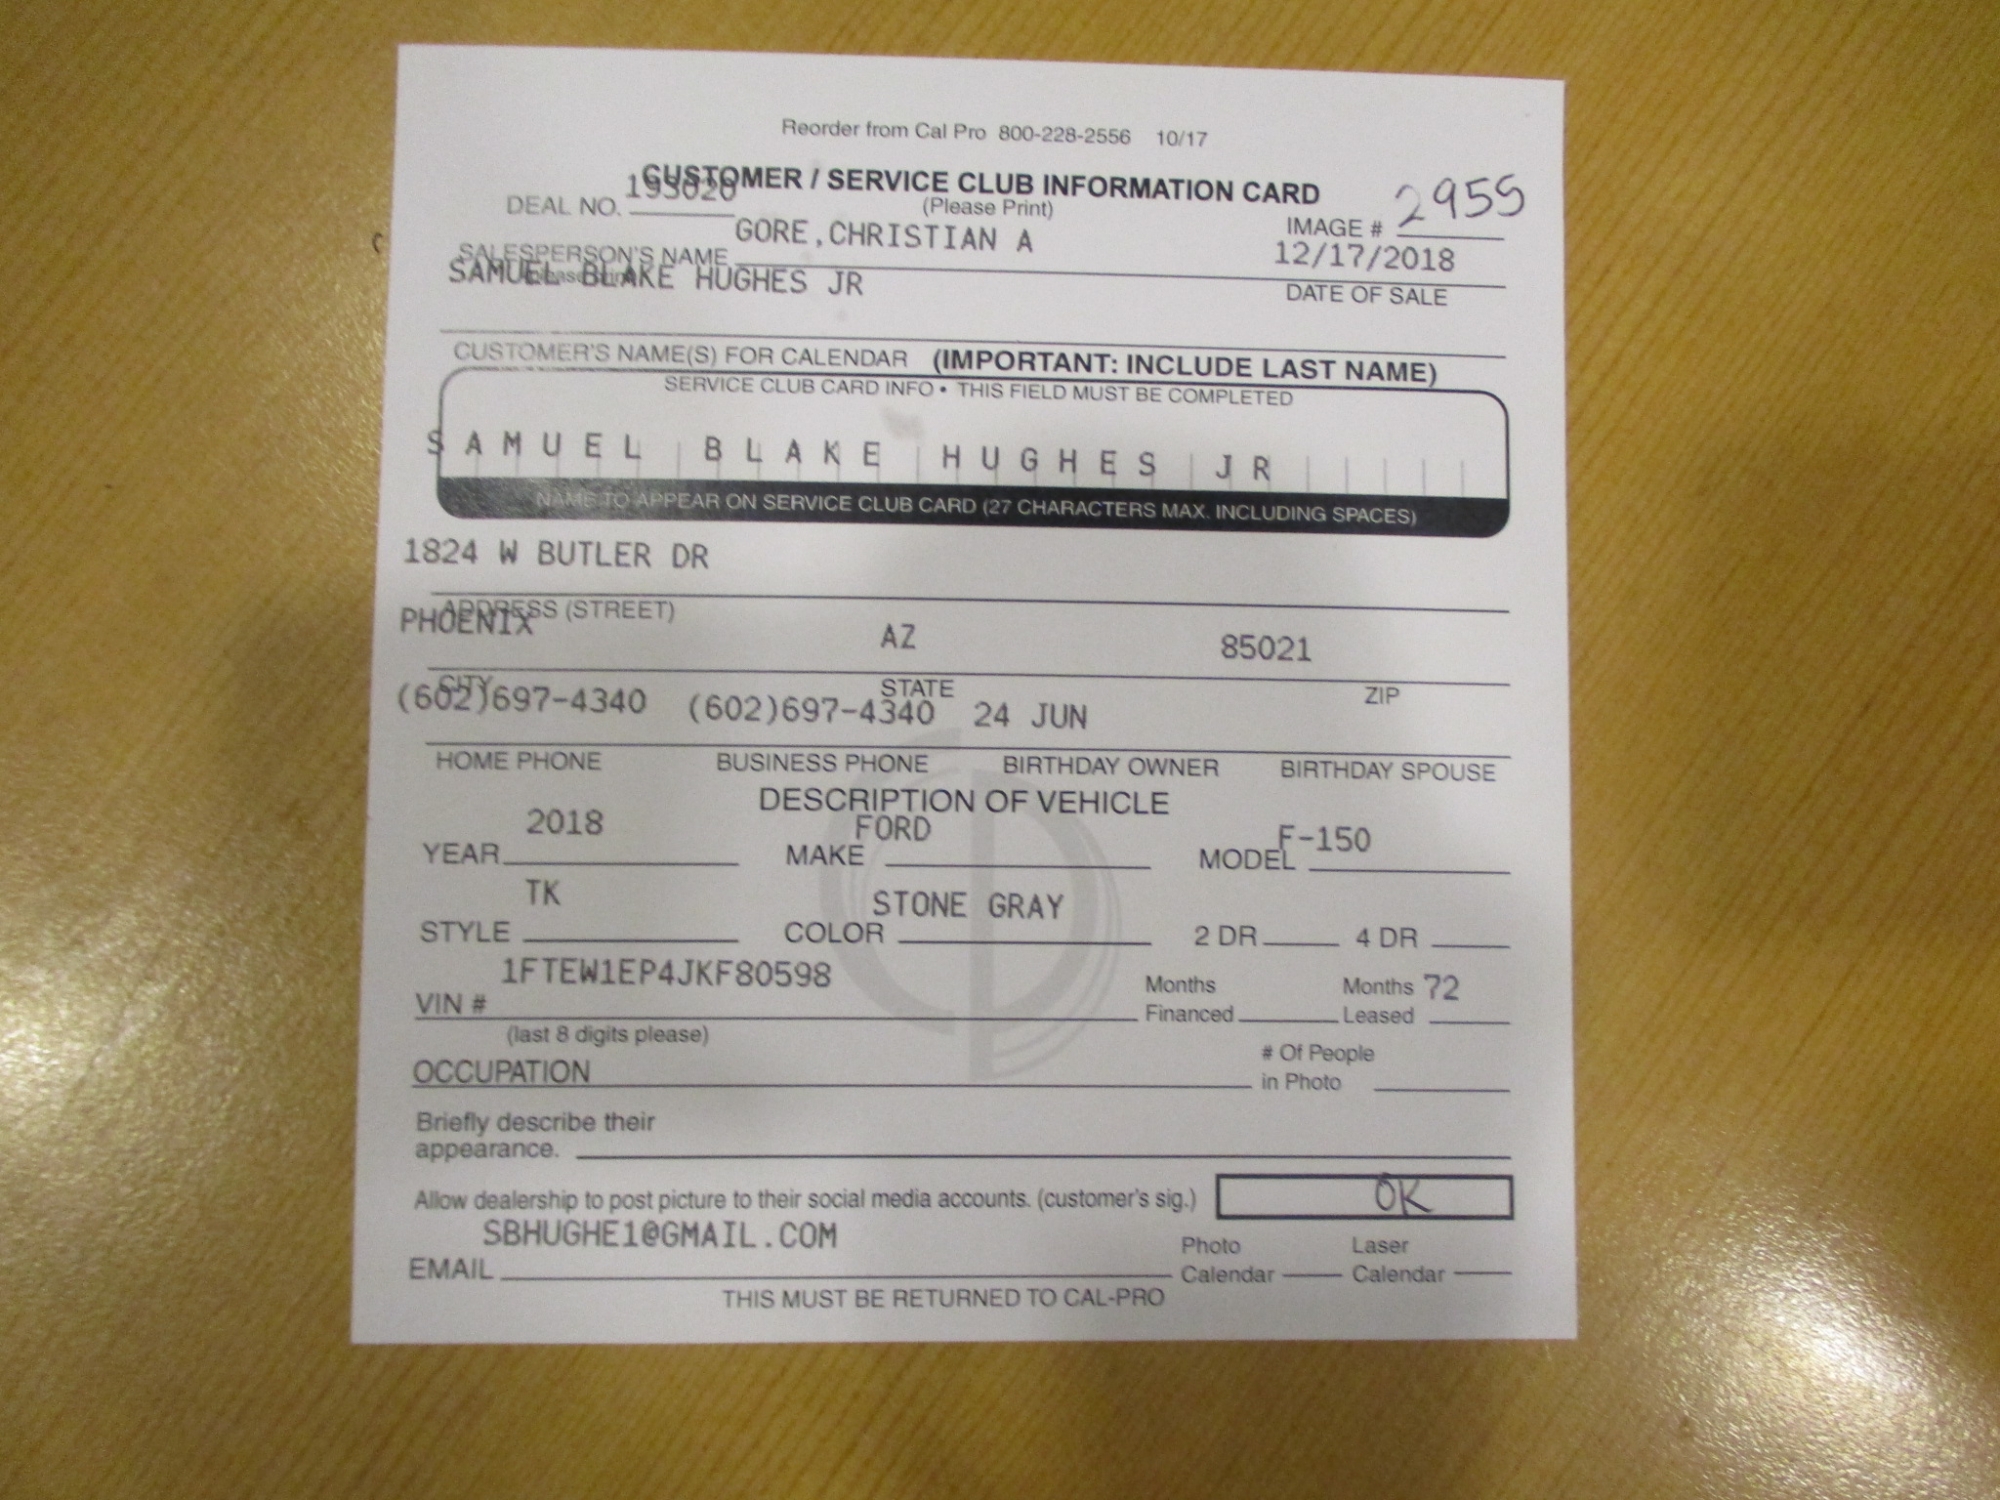 Reorder from Cal Pro 800-228-2556 10/17
CUSTOMER / SERVICE CLUB INFORMATION CARD
(Please Print)
DEAL NO. 193020
IMAGE # 2955
SALESPERSON'S NAME GORE,CHRISTIAN A
12/17/2018
SAMUEL BLAKE HUGHES JR
DATE OF SALE
CUSTOMER'S NAME(S) FOR CALENDAR (IMPORTANT: INCLUDE LAST NAME)
SERVICE CLUB CARD INFO • THIS FIELD MUST BE COMPLETED
SAMUEL BLAKE HUGHES JR
NAME TO APPEAR ON SERVICE CLUB CARD (27 CHARACTERS MAX. INCLUDING SPACES)
1824 W BUTLER DR
ADDRESS (STREET)
PHOENIX AZ 85021
CITY STATE ZIP
(602)697-4340 (602)697-4340 24 JUN
HOME PHONE BUSINESS PHONE BIRTHDAY OWNER BIRTHDAY SPOUSE
DESCRIPTION OF VEHICLE
YEAR 2018 MAKE FORD MODEL F-150
STYLE TK COLOR STONE GRAY 2 DR 4 DR
VIN # 1FTEW1EP4JKF80598
Months Financed Months Leased 72
(last 8 digits please)
OCCUPATION
# Of People in Photo
Briefly describe their
appearance.
Allow dealership to post picture to their social media accounts. (customer's sig.) OK
EMAIL SBHUGHE1@GMAIL.COM
Photo Calendar Laser Calendar
THIS MUST BE RETURNED TO CAL-PRO